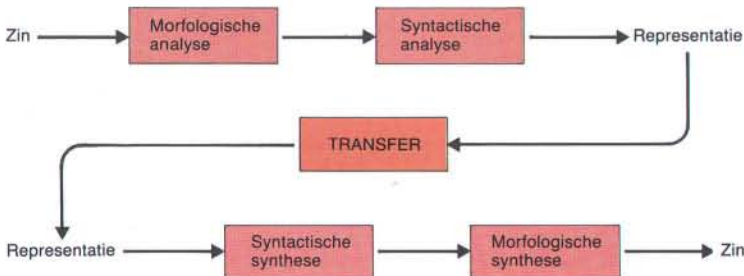 Zin
Morfologische
analyse
Syntactische
analyse
Representatie
TRANSFER
Representatie
Syntactische
synthese
Morfologische
synthese
Zin